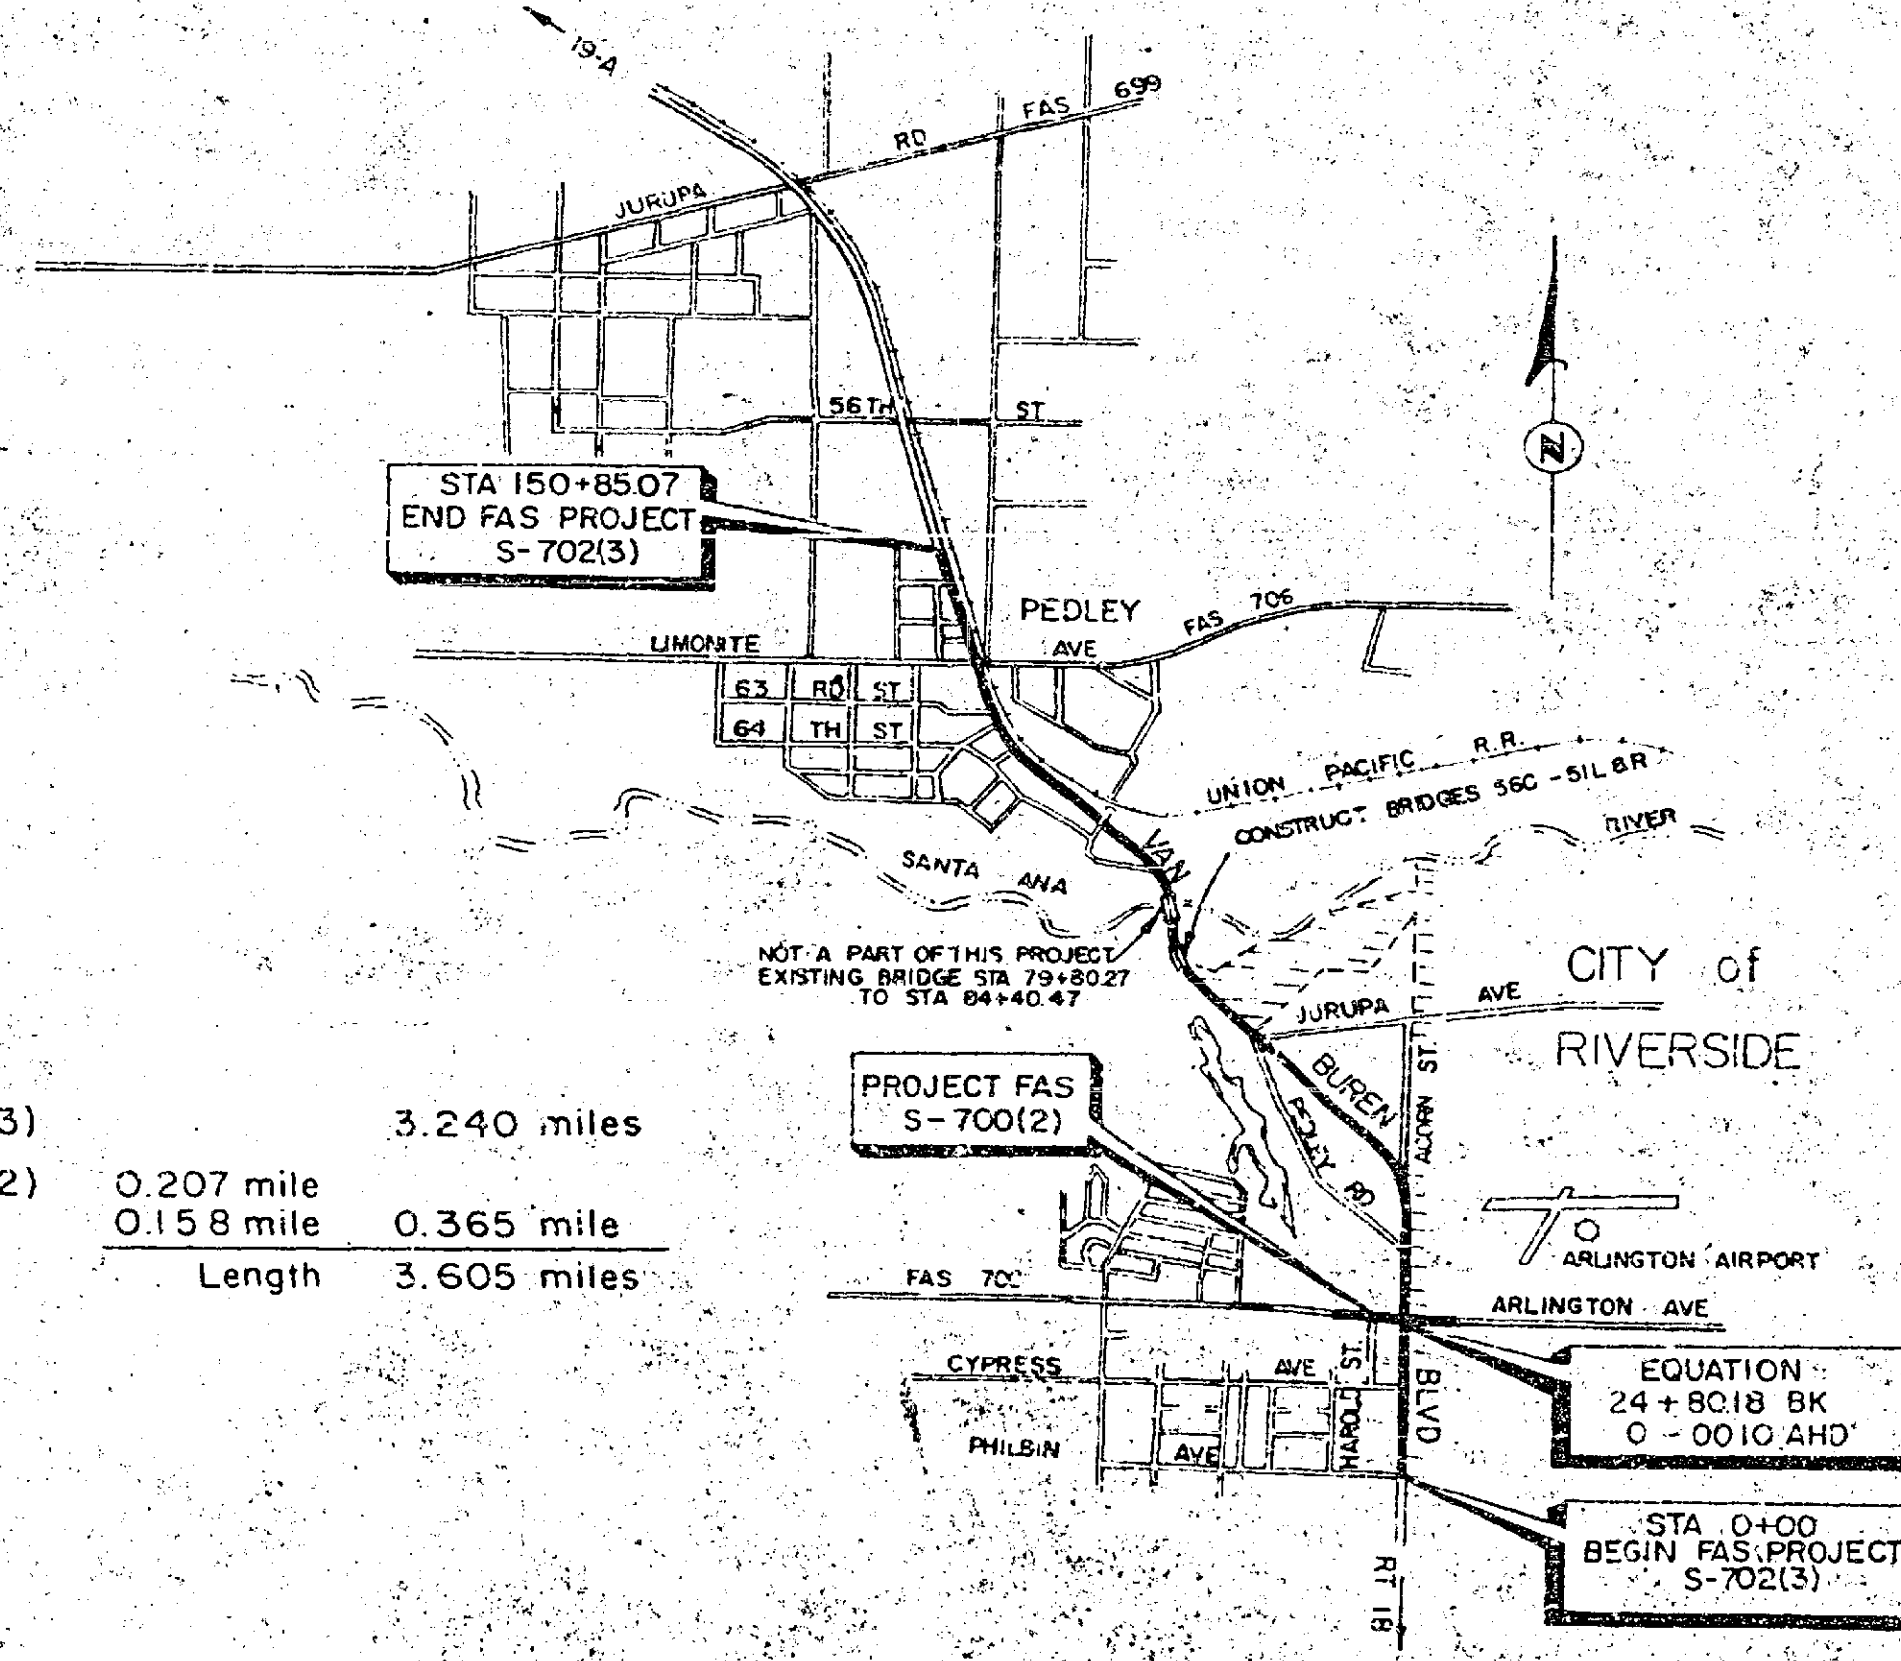 19-A
JURUPA RD FAS 699
56TH ST
STA 150+85.07
END FAS PROJECT
S-702(3)
PEDLEY
LIMONITE AVE FAS 706
63 RD ST
64 TH ST
UNION PACIFIC R.R.
CONSTRUCT BRIDGES 56C-51L&R
RIVER
SANTA ANA
VAN
NOT A PART OF THIS PROJECT
EXISTING BRIDGE STA 79+80.27
TO STA 84+40.47
CITY of
RIVERSIDE
JURUPA AVE
BUREN
ACORN ST.
PEDLEY RD
PROJECT FAS
S-700(2)
3) 3.240 miles
2) 0.207 mile
0.158 mile 0.365 mile
Length 3.605 miles
ARLINGTON AIRPORT
FAS
ARLINGTON AVE
CYPRESS AVE
HAROLD ST.
BLVD
PHILBIN AVE
EQUATION
24+80.18 BK
0-00.10 AHD
STA 0+00
BEGIN FAS PROJECT
S-702(3)
RT 18
N